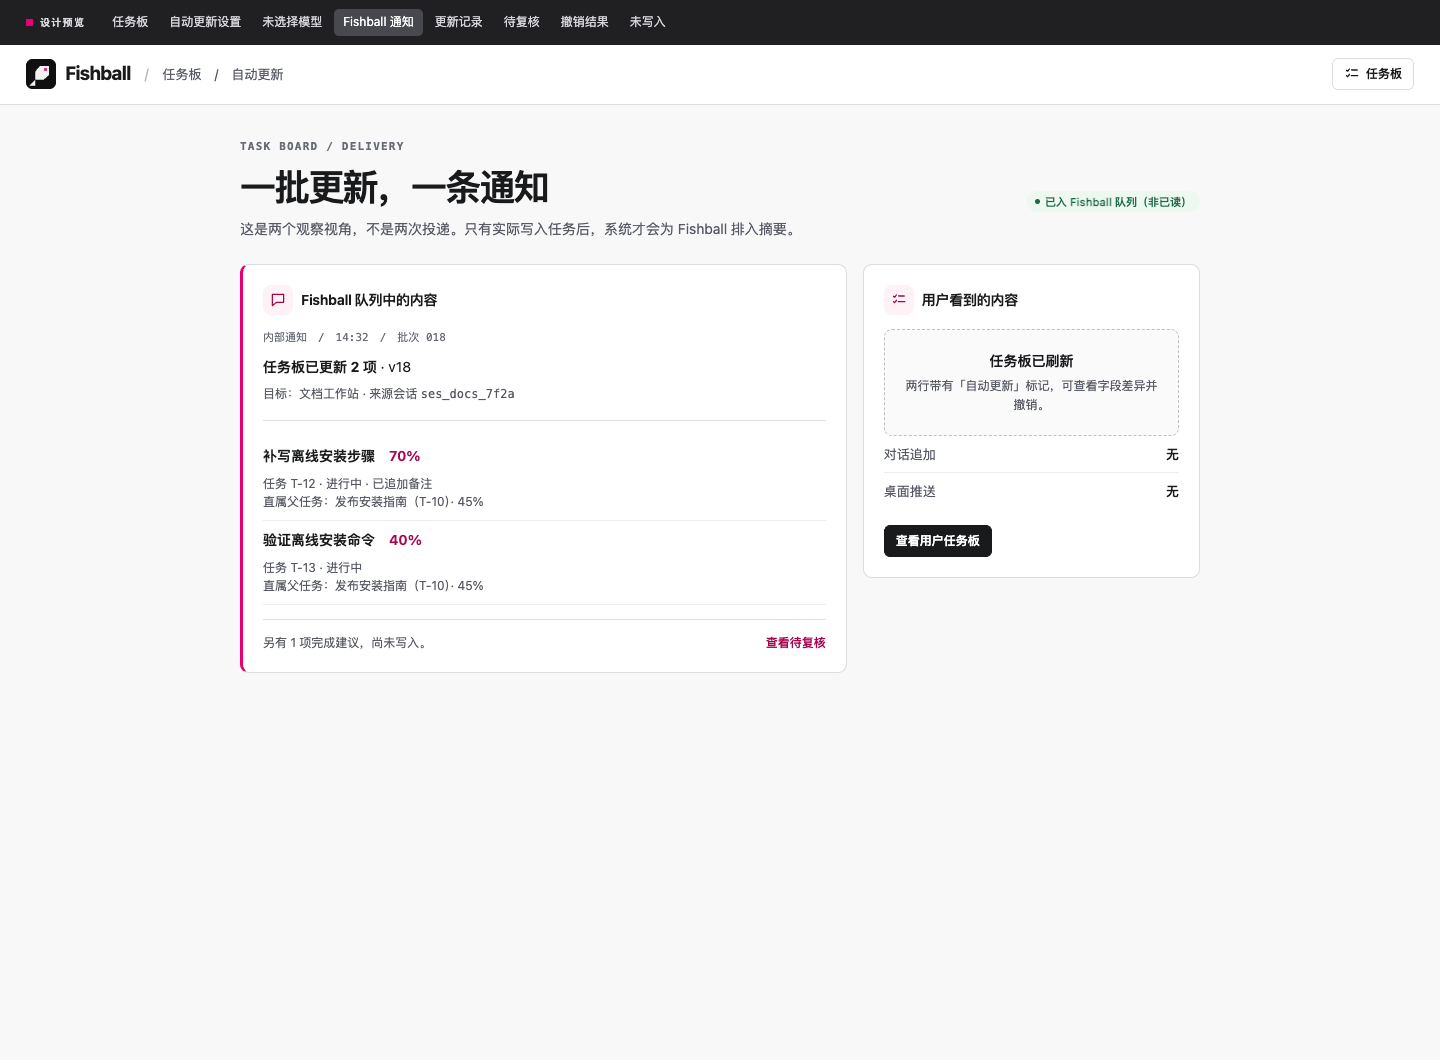 设计预览 任务板 自动更新设置 未选择模型 Fishball 通知 更新记录 待复核 撤销结果 未写入
Fishball / 任务板 / 自动更新
任务板
TASK BOARD / DELIVERY
一批更新，一条通知
已入 Fishball 队列（非已读）
这是两个观察视角，不是两次投递。只有实际写入任务后，系统才会为 Fishball 排入摘要。
Fishball 队列中的内容
内部通知 / 14:32 / 批次 018
任务板已更新 2 项 · v18
目标：文档工作站 · 来源会话 ses_docs_7f2a
补写离线安装步骤 70%
任务 T-12 · 进行中 · 已追加备注
直属父任务：发布安装指南（T-10）· 45%
验证离线安装命令 40%
任务 T-13 · 进行中
直属父任务：发布安装指南（T-10）· 45%
另有 1 项完成建议，尚未写入。
查看待复核
用户看到的内容
任务板已刷新
两行带有「自动更新」标记，可查看字段差异并
撤销。
对话追加 无
桌面推送 无
查看用户任务板